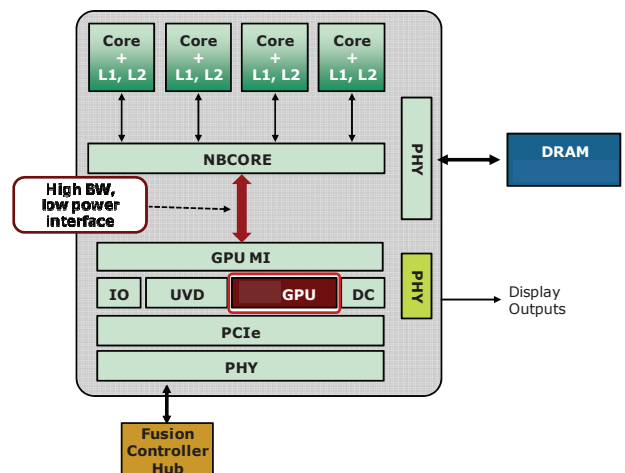 Core
+
L1, L2
Core
+
L1, L2
Core
+
L1, L2
Core
+
L1, L2
NBCORE
PHY
DRAM
High BW,
low power
interface
GPU MI
IO
UVD
GPU
DC
PHY
Display
Outputs
PCIe
PHY
Fusion
Controller
Hub